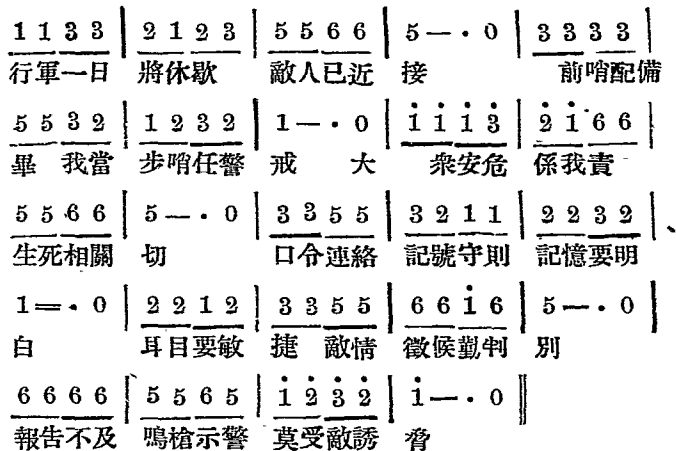 1 1 3 3 | 2 1 2 3 | 5 5 6 6 | 5 — · 0 | 3 3 3 3 |
行軍一日 將休歇 敵人已近 接 前哨配備
5 5 3 2 | 1 2 3 2 | 1 — · 0 | i i i 3̇ | 2̇ i 6 6 |
畢 我當 步哨任警 戒 大 衆安危 係我責
5 5 6 6 | 5 — · 0 | 3 3 5 5 | 3 2 1 1 | 2 2 3 2 |
生死相關 切 口令連絡 記號守則 記憶要明
1 = · 0 | 2 2 1 2 | 3 3 5 5 | 6 6 i 6 | 5 — · 0 |
白 耳目要敏 捷 敵情 徵候勤判 別
6 6 6 6 | 5 5 6 5 | i 2̇ 3̇ 2̇ | i — · 0 ‖
報告不及 鳴槍示警 莫受敵誘 脅